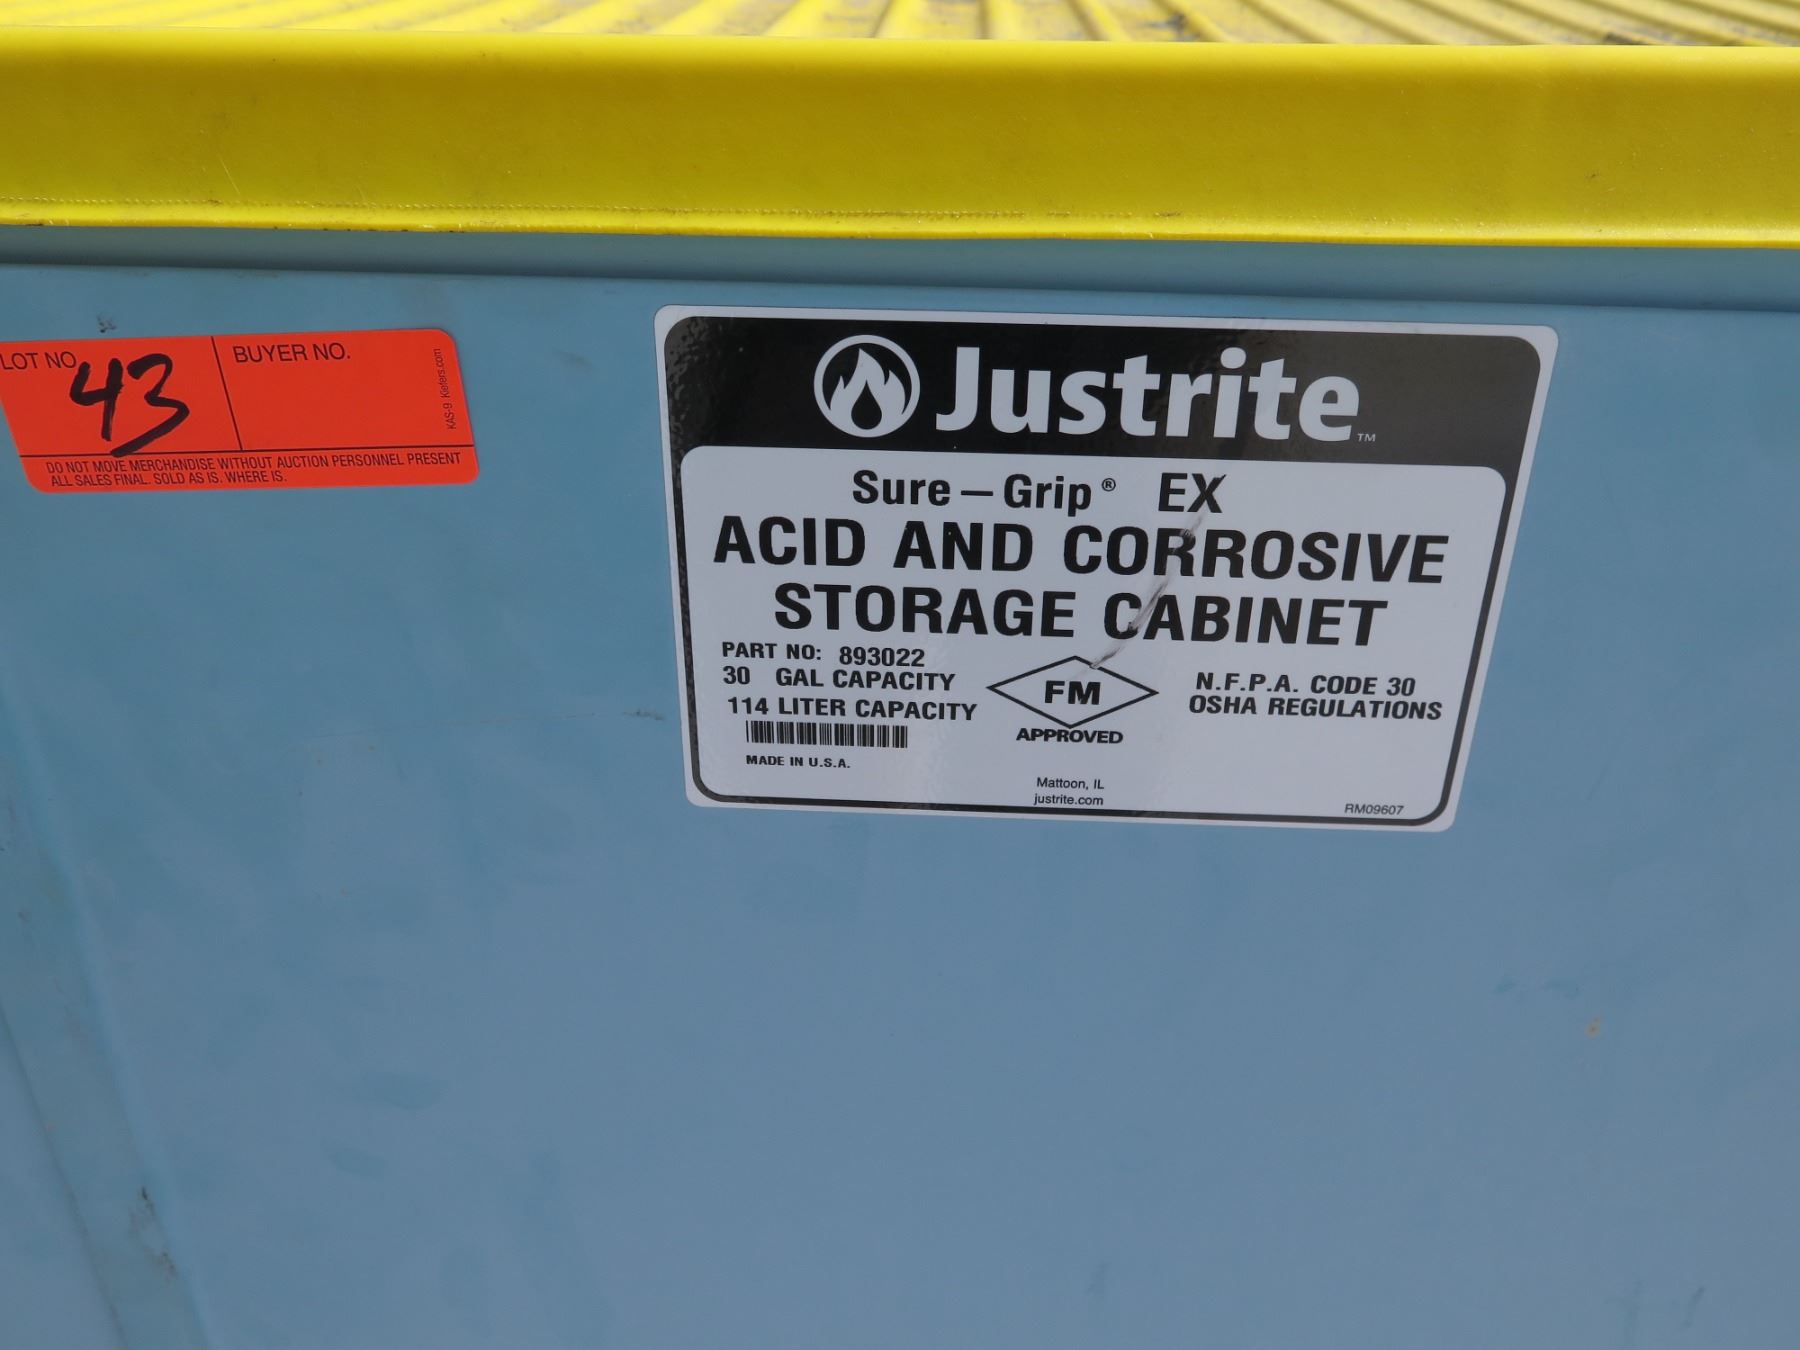 LOT NO. 43
BUYER NO.
KAS-9 Kiefers.com
DO NOT MOVE MERCHANDISE WITHOUT AUCTION PERSONNEL PRESENT
ALL SALES FINAL. SOLD AS IS. WHERE IS.
Justrite™
Sure-Grip® EX
ACID AND CORROSIVE
STORAGE CABINET
PART NO: 893022
30 GAL CAPACITY
114 LITER CAPACITY
MADE IN U.S.A.
FM
APPROVED
N.F.P.A. CODE 30
OSHA REGULATIONS
Mattoon, IL
justrite.com
RM09607